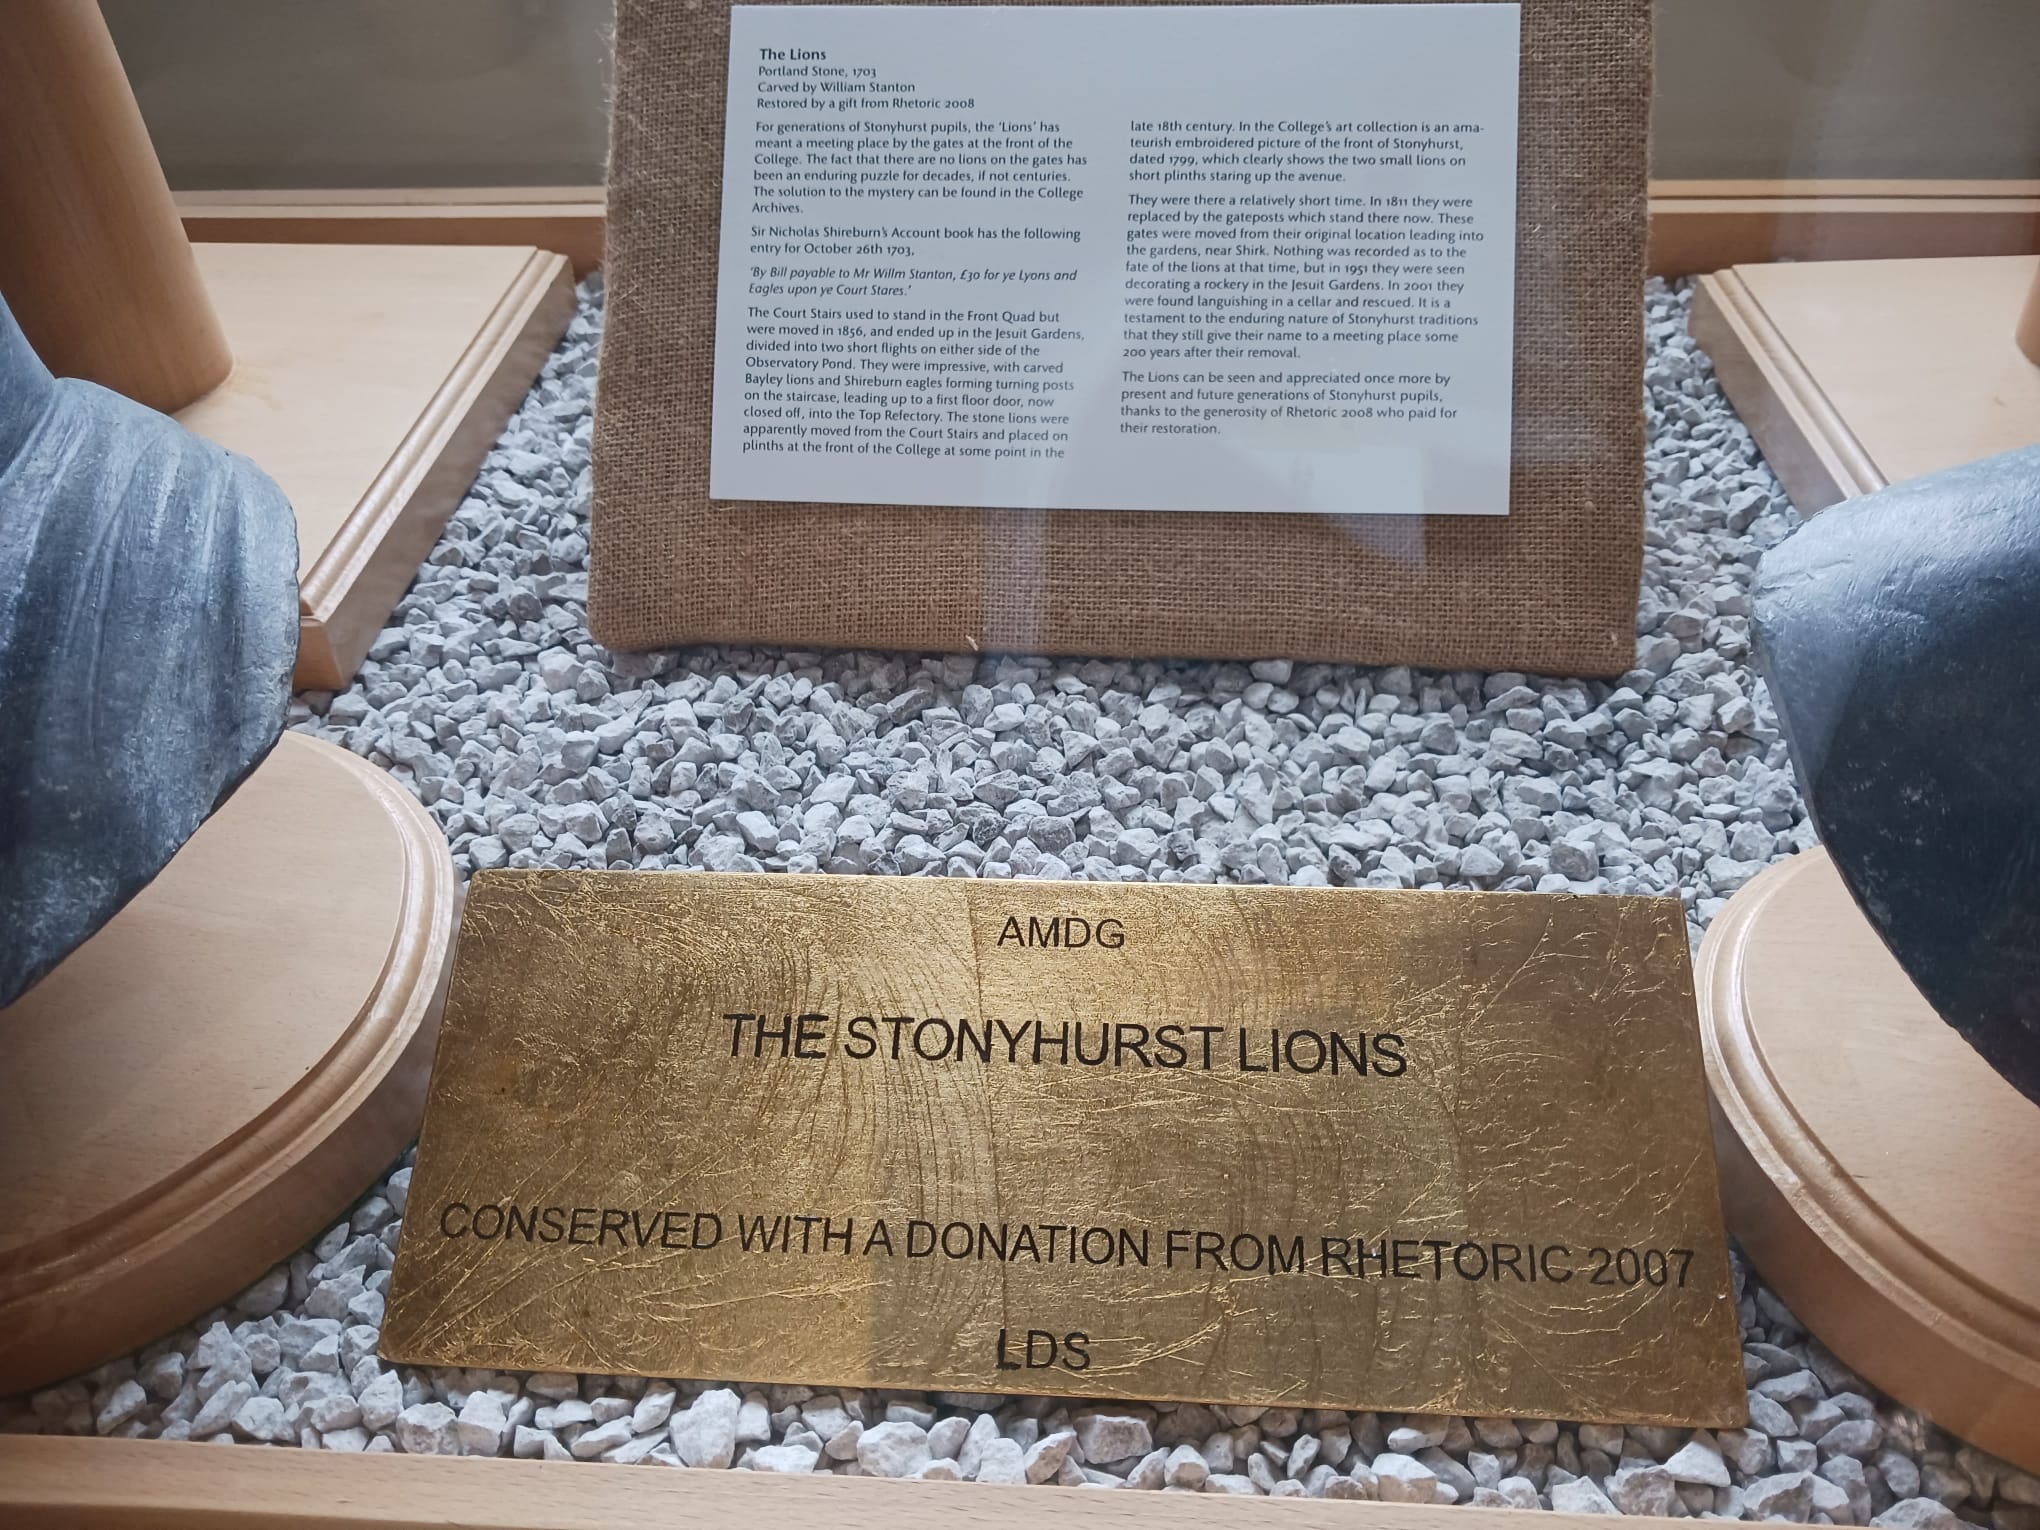 The Lions
Portland Stone, 1703
Carved by William Stanton
Restored by a gift from Rhetoric 2008
For generations of Stonyhurst pupils, the ‘Lions’ has
meant a meeting place by the gates at the front of the
College. The fact that there are no lions on the gates has
been an enduring puzzle for decades, if not centuries.
The solution to the mystery can be found in the College
Archives.
Sir Nicholas Shireburn’s Account book has the following
entry for October 26th 1703,
‘By Bill payable to Mr Willm Stanton, £30 for ye Lyons and
Eagles upon ye Court Stares.’
The Court Stairs used to stand in the Front Quad but
were moved in 1856, and ended up in the Jesuit Gardens,
divided into two short flights on either side of the
Observatory Pond. They were impressive, with carved
Bayley lions and Shireburn eagles forming turning posts
on the staircase, leading up to a first floor door, now
closed off, into the Top Refectory. The stone lions were
apparently moved from the Court Stairs and placed on
plinths at the front of the College at some point in the
late 18th century. In the College’s art collection is an ama-
teurish embroidered picture of the front of Stonyhurst,
dated 1799, which clearly shows the two small lions on
short plinths staring up the avenue.
They were there a relatively short time. In 1811 they were
replaced by the gateposts which stand there now. These
gates were moved from their original location leading into
the gardens, near Shirk. Nothing was recorded as to the
fate of the lions at that time, but in 1951 they were seen
decorating a rockery in the Jesuit Gardens. In 2001 they
were found languishing in a cellar and rescued. It is a
testament to the enduring nature of Stonyhurst traditions
that they still give their name to a meeting place some
200 years after their removal.
The Lions can be seen and appreciated once more by
present and future generations of Stonyhurst pupils,
thanks to the generosity of Rhetoric 2008 who paid for
their restoration.
AMDG
THE STONYHURST LIONS
CONSERVED WITH A DONATION FROM RHETORIC 2007
LDS